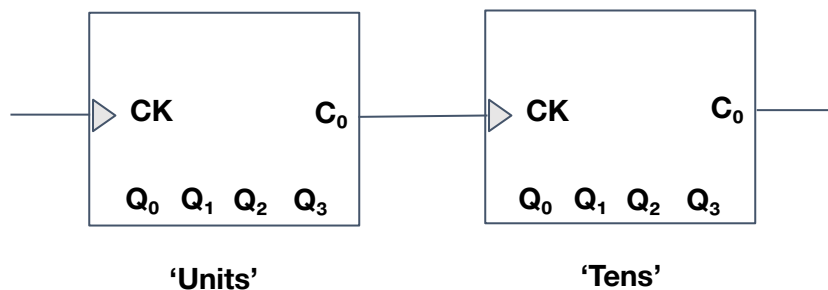 CK C₀ CK C₀
Q₀ Q₁ Q₂ Q₃ Q₀ Q₁ Q₂ Q₃
‘Units’ ‘Tens’